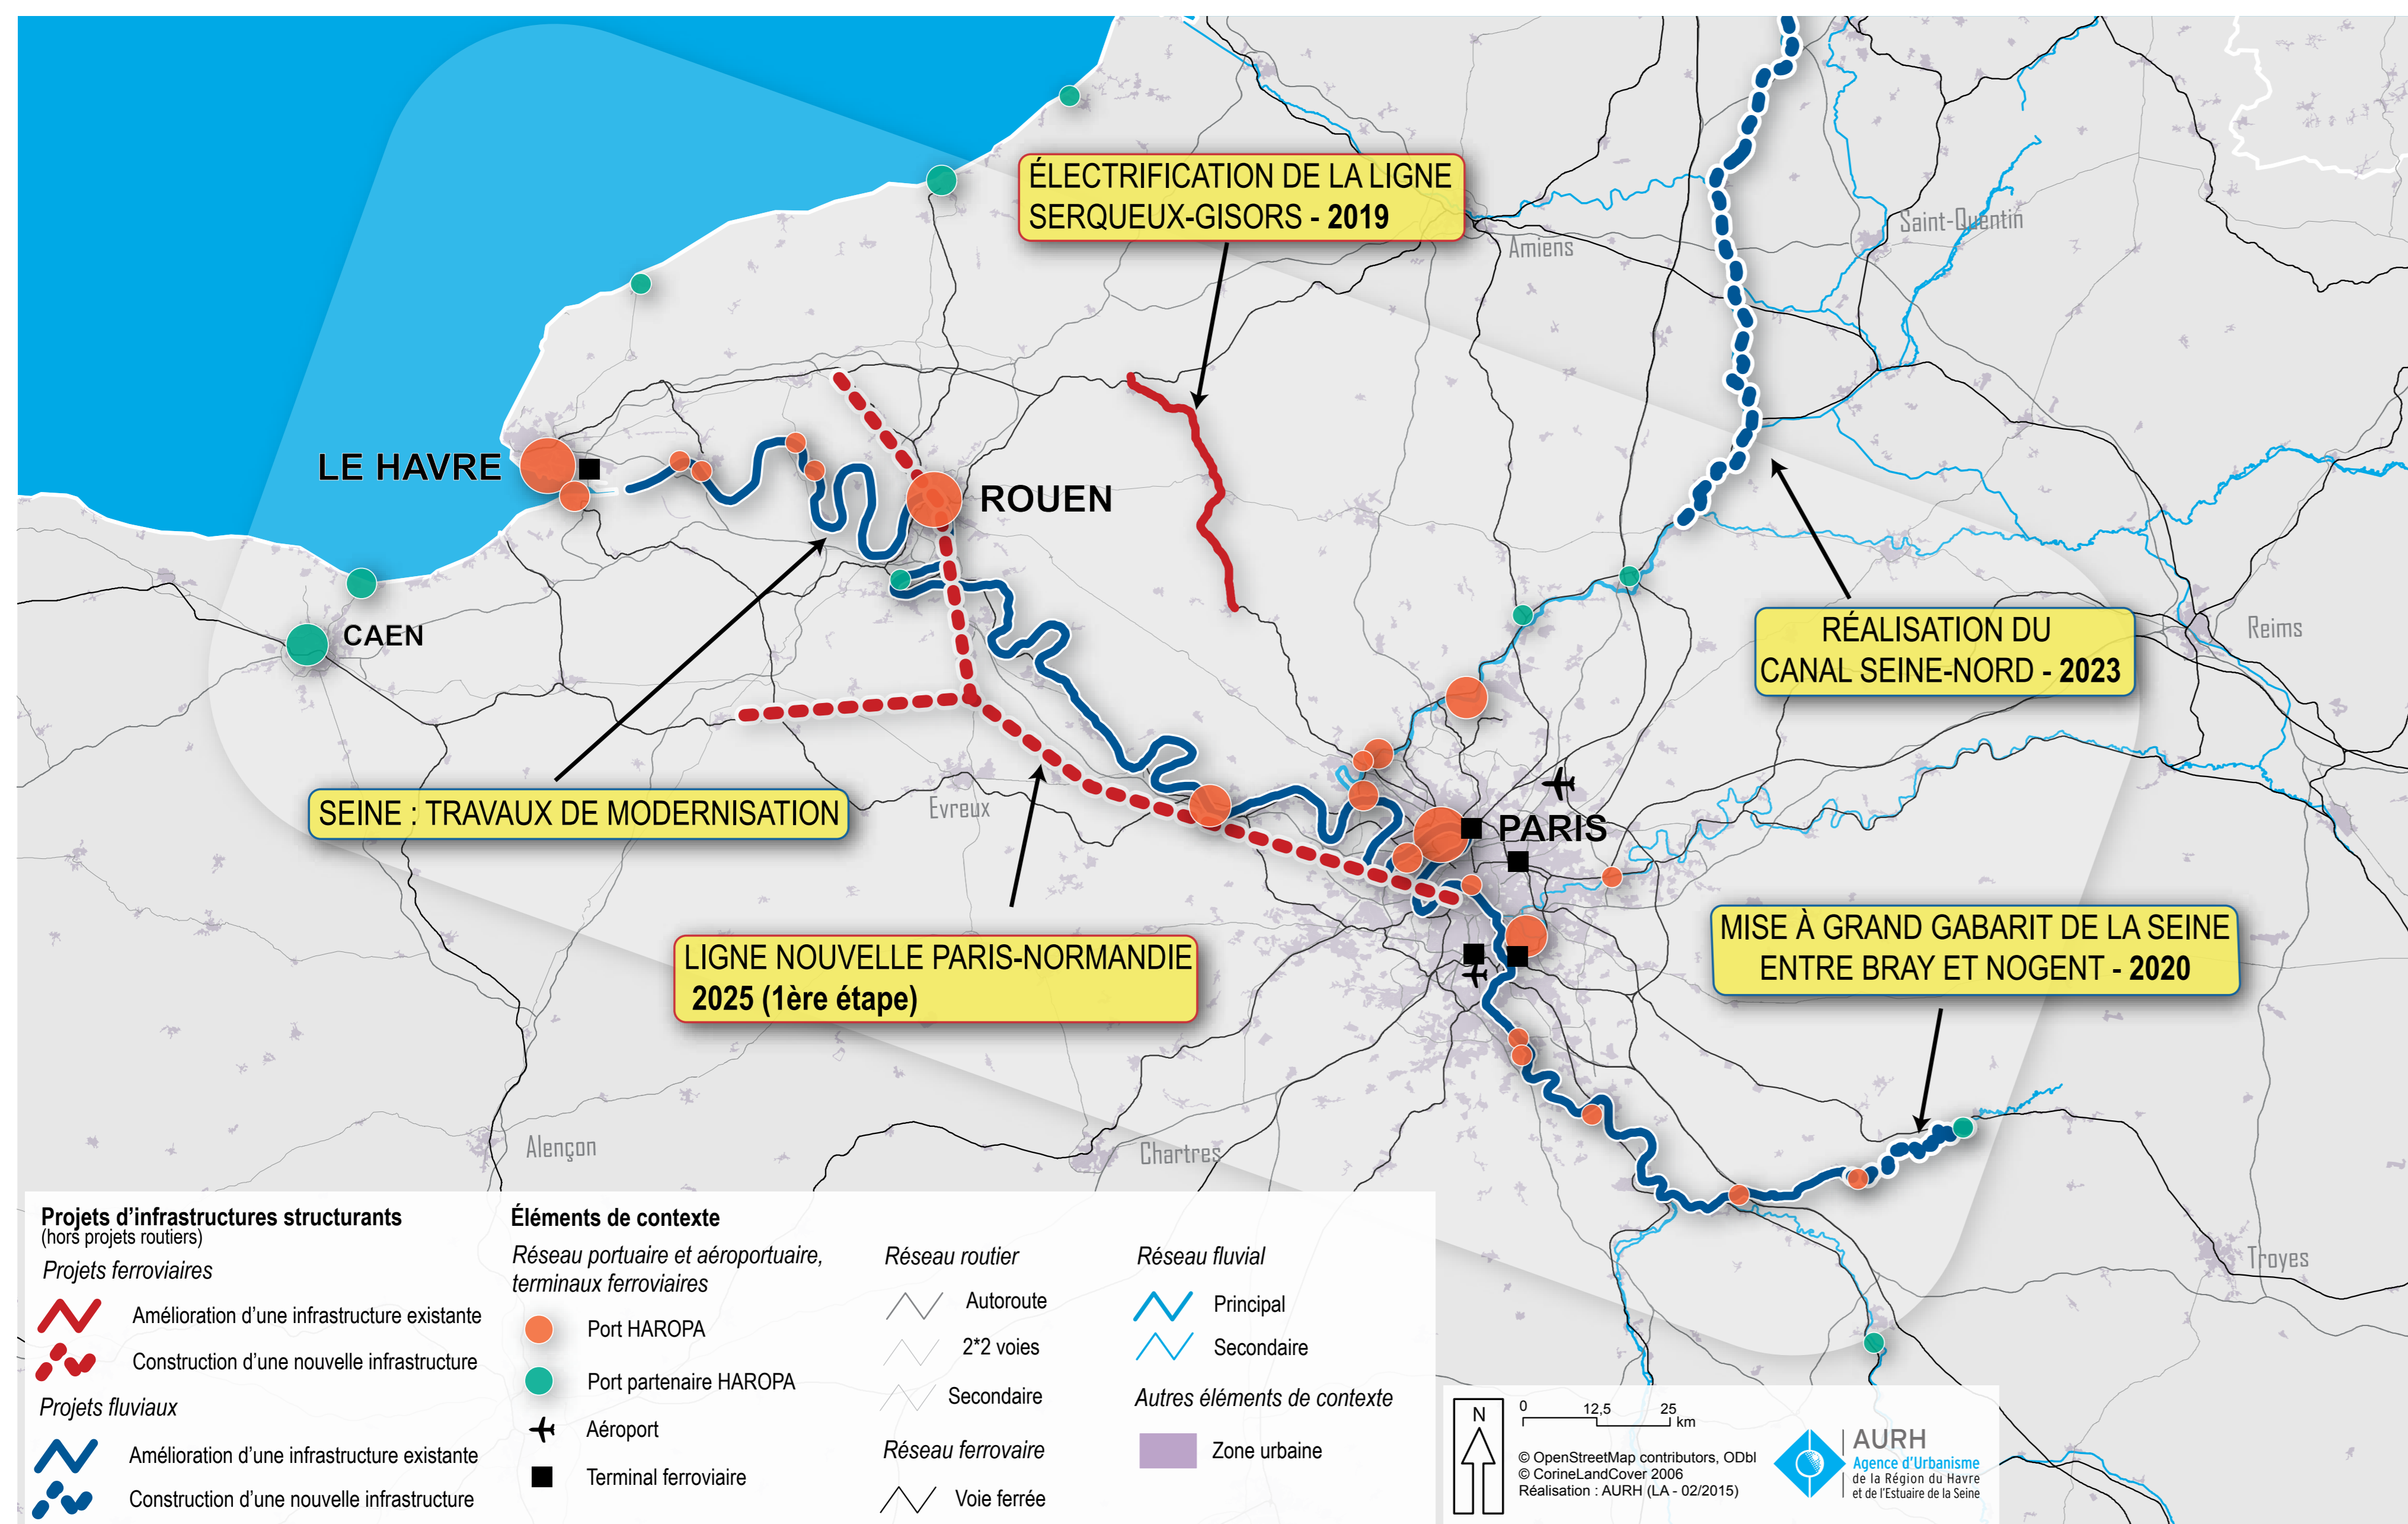 ÉLECTRIFICATION DE LA LIGNE
SERQUEUX-GISORS - 2019
Amiens
Saint-Quentin
LE HAVRE
ROUEN
CAEN
RÉALISATION DU
CANAL SEINE-NORD - 2023
Reims
SEINE : TRAVAUX DE MODERNISATION
Evreux
PARIS
LIGNE NOUVELLE PARIS-NORMANDIE
2025 (1ère étape)
MISE À GRAND GABARIT DE LA SEINE
ENTRE BRAY ET NOGENT - 2020
Alençon
Chartres
Troyes
Projets d'infrastructures structurants
(hors projets routiers)
Projets ferroviaires
Amélioration d'une infrastructure existante
Construction d'une nouvelle infrastructure
Projets fluviaux
Amélioration d'une infrastructure existante
Construction d'une nouvelle infrastructure
Éléments de contexte
Réseau portuaire et aéroportuaire,
terminaux ferroviaires
Port HAROPA
Port partenaire HAROPA
Aéroport
Terminal ferroviaire
Réseau routier
Autoroute
2*2 voies
Secondaire
Réseau ferrovaire
Voie ferrée
Réseau fluvial
Principal
Secondaire
Autres éléments de contexte
Zone urbaine
N
0 12,5 25
km
© OpenStreetMap contributors, ODbl
© CorineLandCover 2006
Réalisation : AURH (LA - 02/2015)
AURH
Agence d'Urbanisme
de la Région du Havre
et de l'Estuaire de la Seine